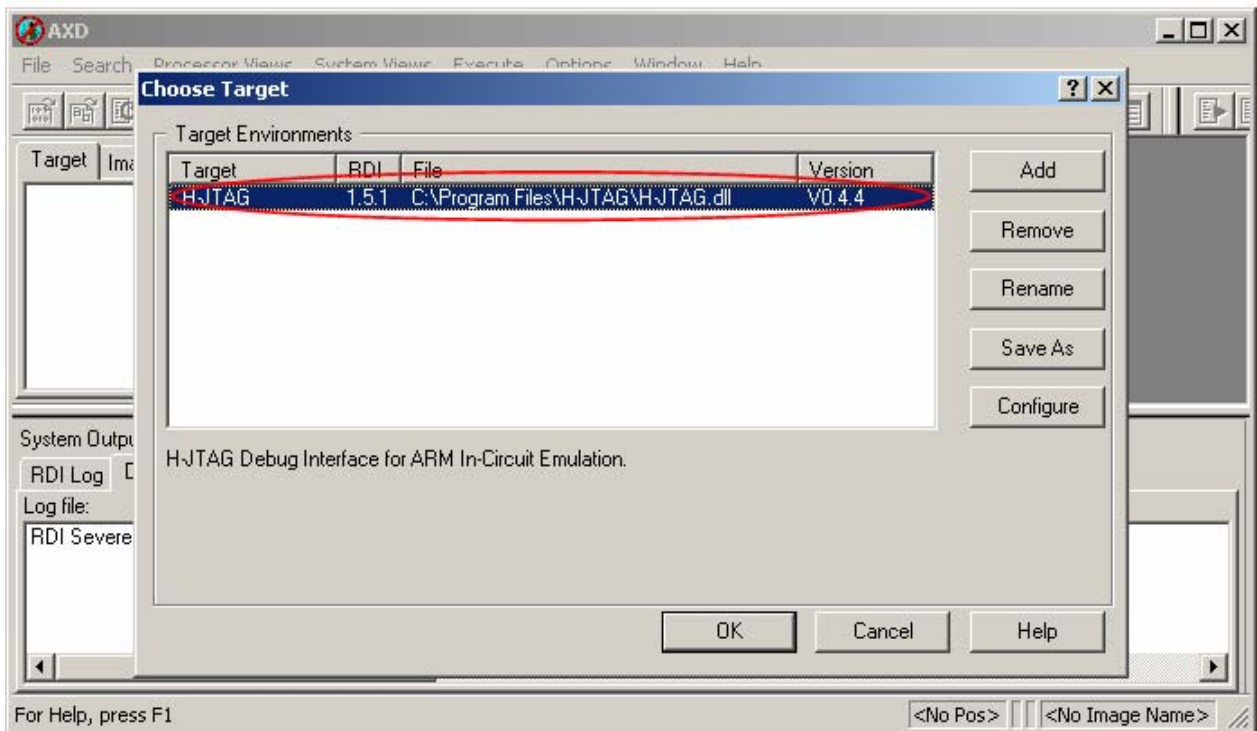 AXD
File Search Processor Views System Views Execute Options Window Help
Choose Target
Target Environments
Target Ima
Target RDI File Version
H-JTAG 1.5.1 C:\Program Files\H-JTAG\H-JTAG.dll V0.4.4
Add
Remove
Rename
Save As
Configure
System Outpu
H-JTAG Debug Interface for ARM In-Circuit Emulation.
RDI Log D
Log file:
RDI Severe
OK Cancel Help
For Help, press F1 <No Pos> <No Image Name>